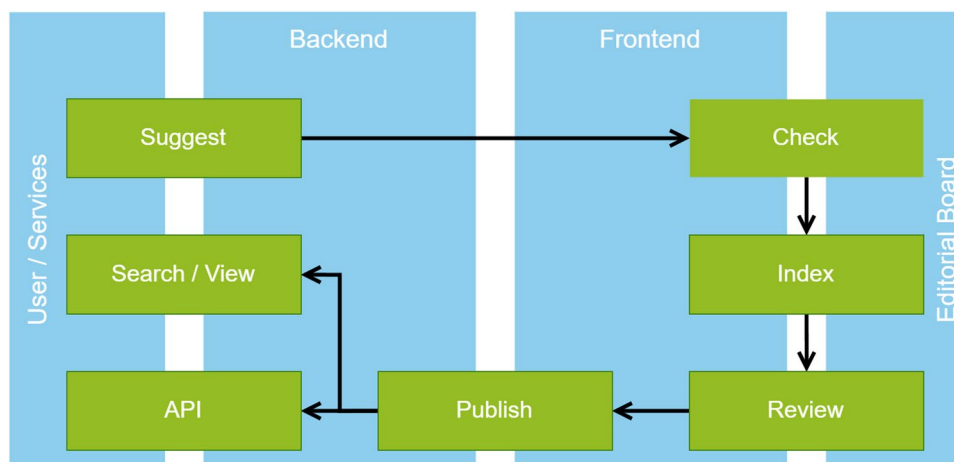 Backend
Frontend
User / Services
Editorial Board
Suggest
Check
Search / View
Index
API
Publish
Review